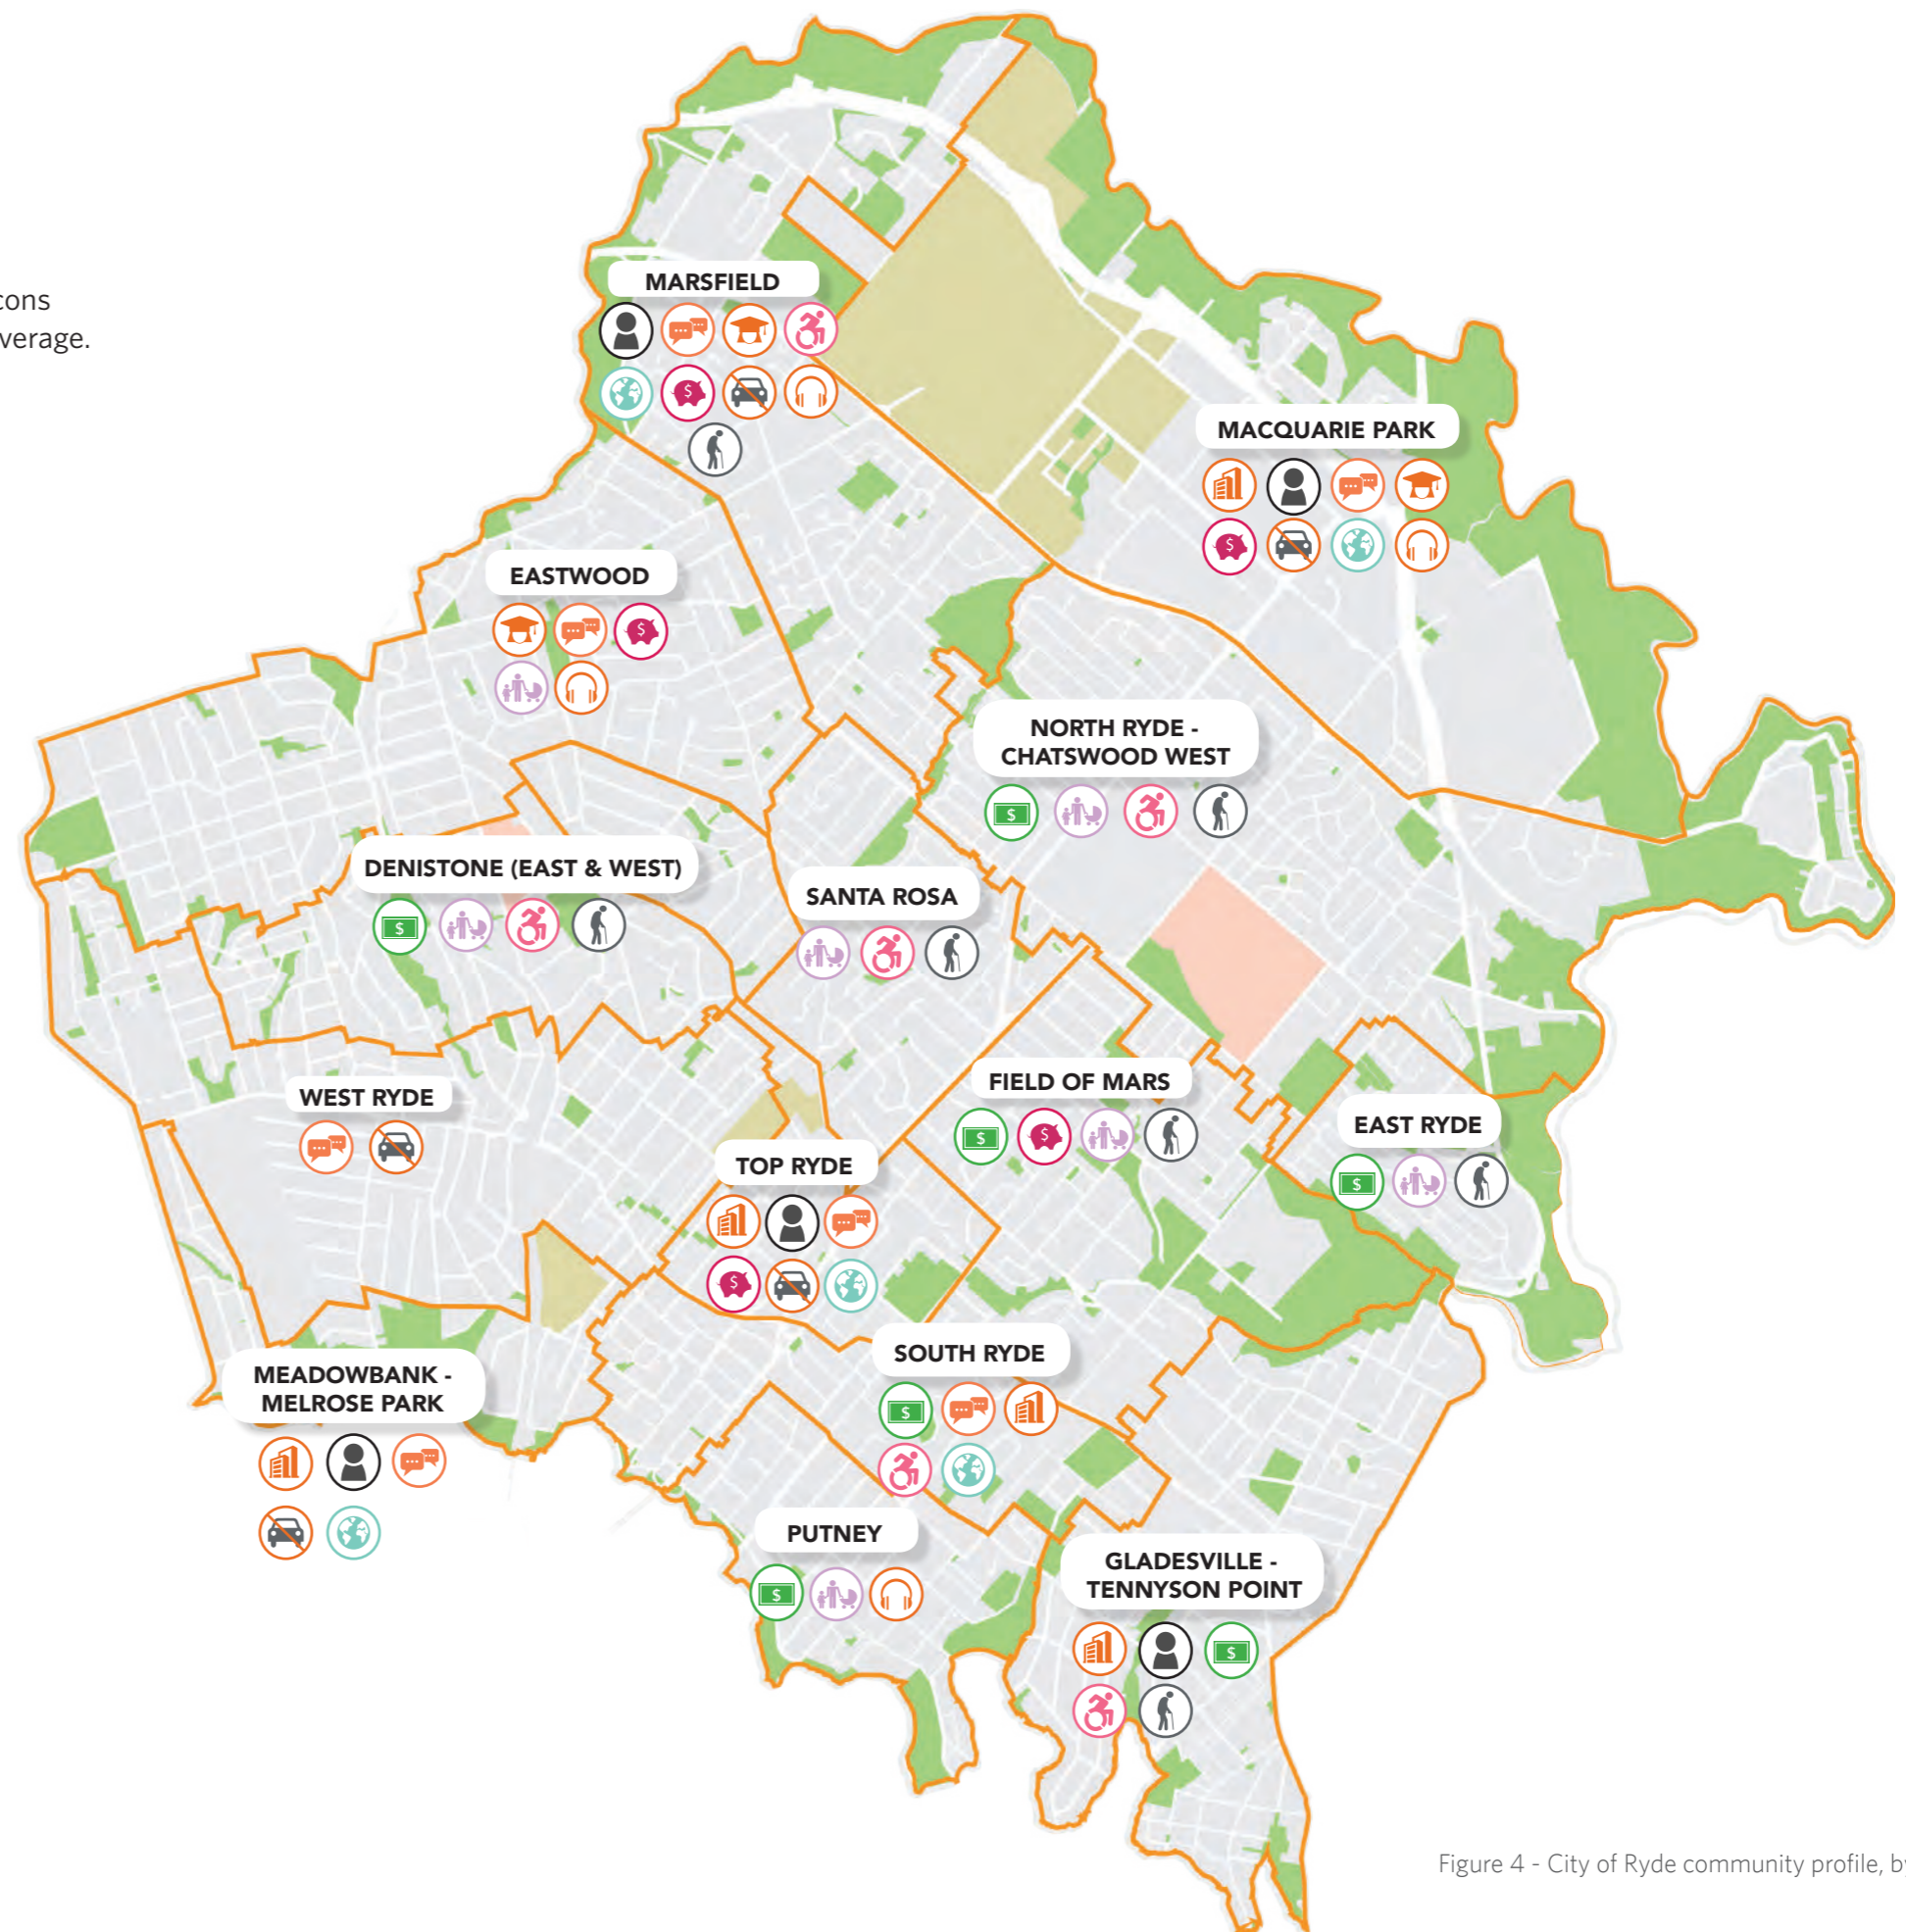 cons
verage.
MARSFIELD
MACQUARIE PARK
EASTWOOD
NORTH RYDE -
CHATSWOOD WEST
DENISTONE (EAST & WEST)
SANTA ROSA
WEST RYDE
FIELD OF MARS
EAST RYDE
TOP RYDE
SOUTH RYDE
MEADOWBANK -
MELROSE PARK
PUTNEY
GLADESVILLE -
TENNYSON POINT
Figure 4 - City of Ryde community profile, by